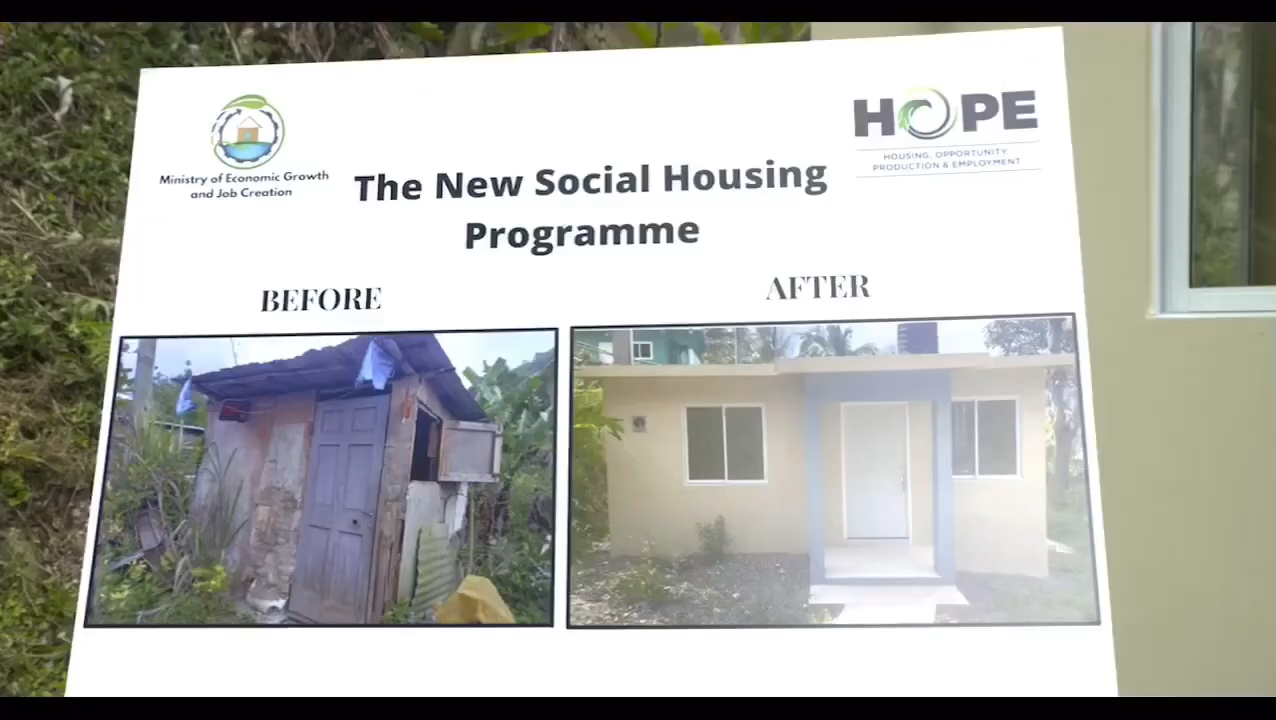 HOPE
HOUSING, OPPORTUNITY
PRODUCTION & EMPLOYMENT
Ministry of Economic Growth
and Job Creation
The New Social Housing
Programme
BEFORE
AFTER